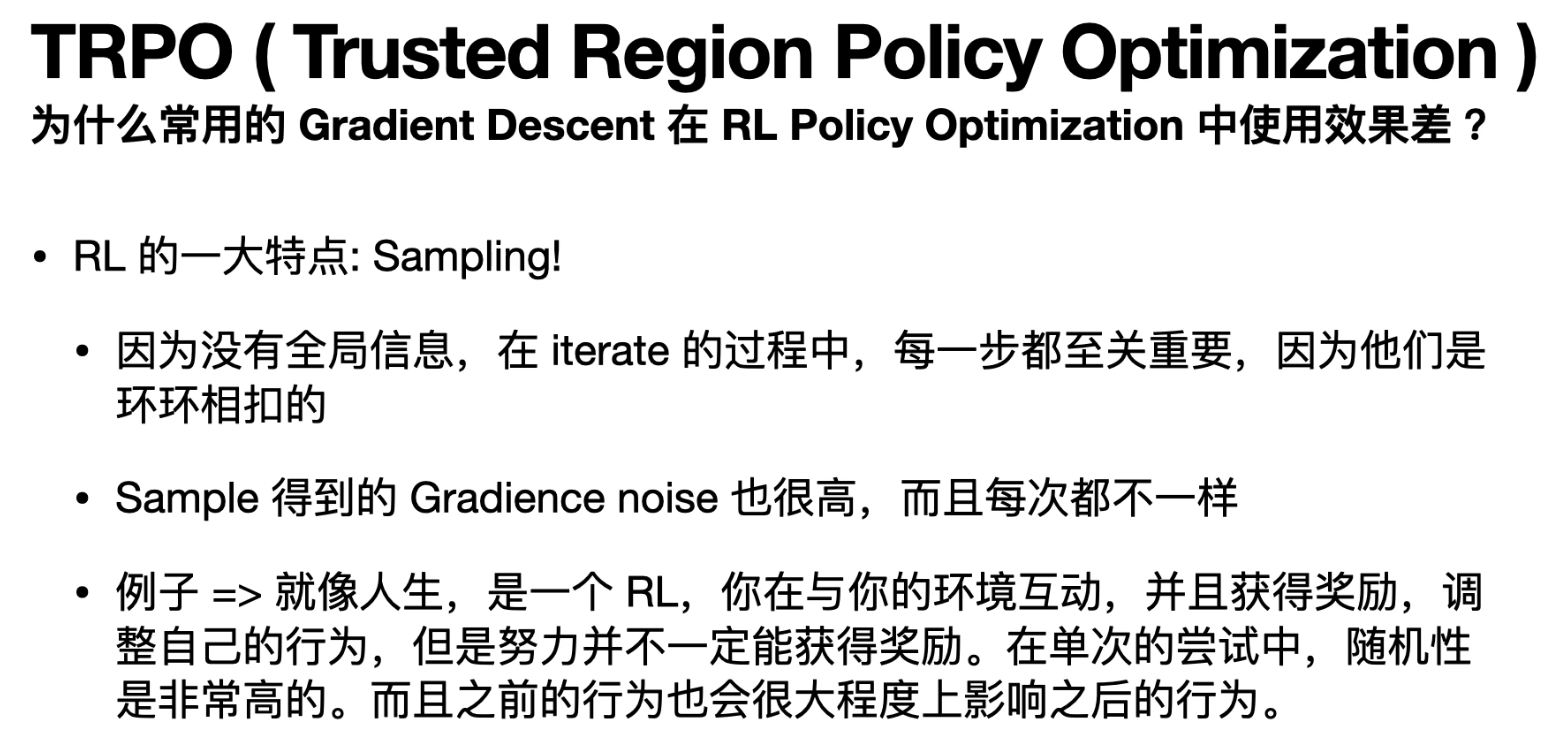 TRPO ( Trusted Region Policy Optimization )
为什么常用的 Gradient Descent 在 RL Policy Optimization 中使用效果差？
• RL 的一大特点: Sampling!
• 因为没有全局信息，在 iterate 的过程中，每一步都至关重要，因为他们是
环环相扣的
• Sample 得到的 Gradience noise 也很高，而且每次都不一样
• 例子 => 就像人生，是一个 RL，你在与你的环境互动，并且获得奖励，调
整自己的行为，但是努力并不一定能获得奖励。在单次的尝试中，随机性
是非常高的。而且之前的行为也会很大程度上影响之后的行为。